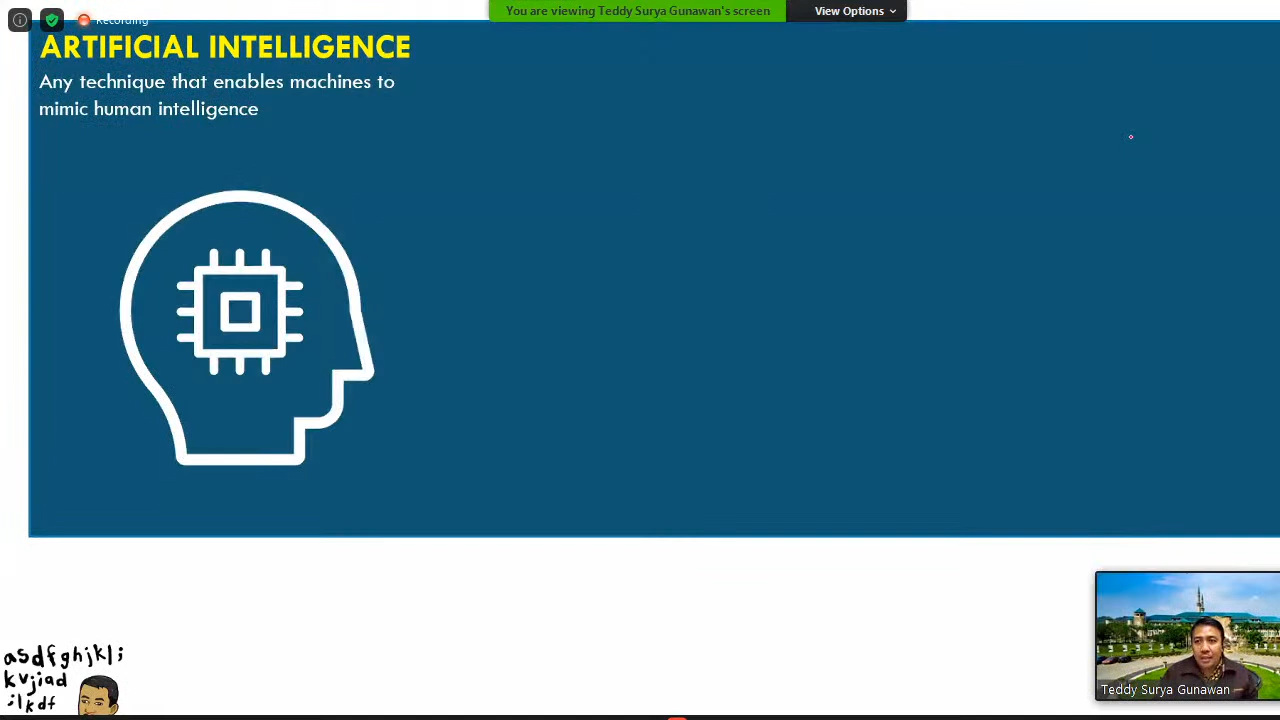 Recording
You are viewing Teddy Surya Gunawan's screen
View Options
ARTIFICIAL INTELLIGENCE
Any technique that enables machines to
mimic human intelligence
asdfghjkl;
kvjiad
;lkdf
Teddy Surya Gunawan